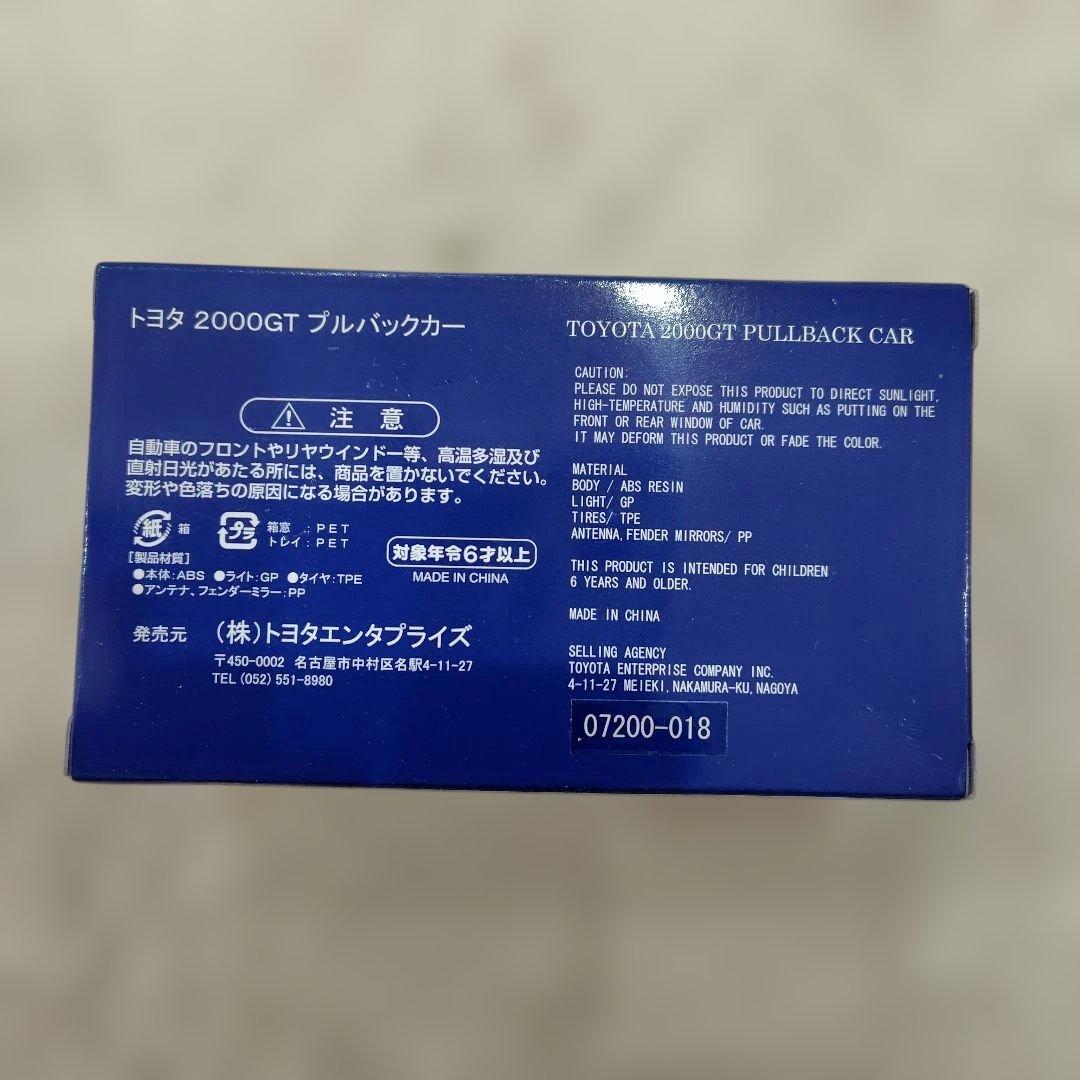 トヨタ 2000GT プルバックカー
注意
自動車のフロントやリヤウインドー等、高温多湿及び
直射日光があたる所には、商品を置かないでください。
変形や色落ちの原因になる場合があります。
紙 箱
プラ 箱窓 :PET
トレイ:PET
対象年令6才以上
MADE IN CHINA
[製品材質]
●本体:ABS ●ライト:GP ●タイヤ:TPE
●アンテナ、フェンダーミラー:PP
発売元 (株)トヨタエンタプライズ
〒450-0002 名古屋市中村区名駅4-11-27
TEL (052) 551-8980
TOYOTA 2000GT PULLBACK CAR
CAUTION:
PLEASE DO NOT EXPOSE THIS PRODUCT TO DIRECT SUNLIGHT,
HIGH-TEMPERATURE AND HUMIDITY SUCH AS PUTTING ON THE
FRONT OR REAR WINDOW OF CAR.
IT MAY DEFORM THIS PRODUCT OR FADE THE COLOR.
MATERIAL
BODY / ABS RESIN
LIGHT/ GP
TIRES/ TPE
ANTENNA,FENDER MIRRORS/ PP
THIS PRODUCT IS INTENDED FOR CHILDREN
6 YEARS AND OLDER.
MADE IN CHINA
SELLING AGENCY
TOYOTA ENTERPRISE COMPANY INC.
4-11-27 MEIEKI,NAKAMURA-KU,NAGOYA
07200-018